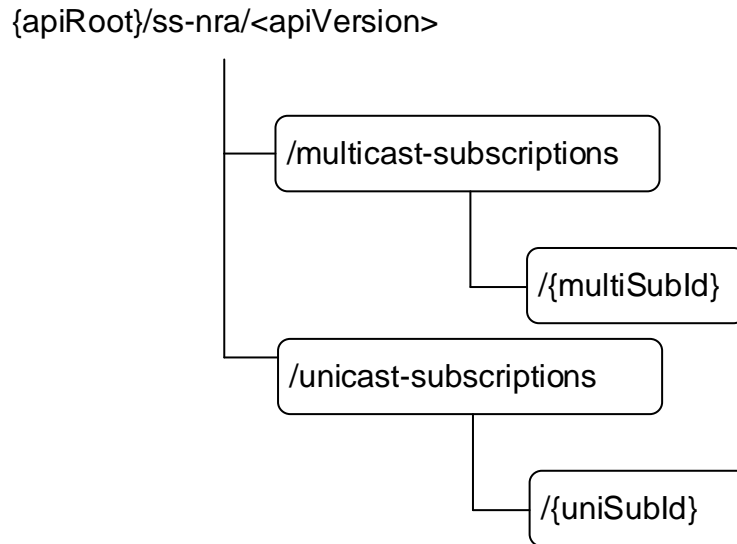 {apiRoot}/ss-nra/<apiVersion>
/multicast-subscriptions
/{multiSubId}
/unicast-subscriptions
/{uniSubId}